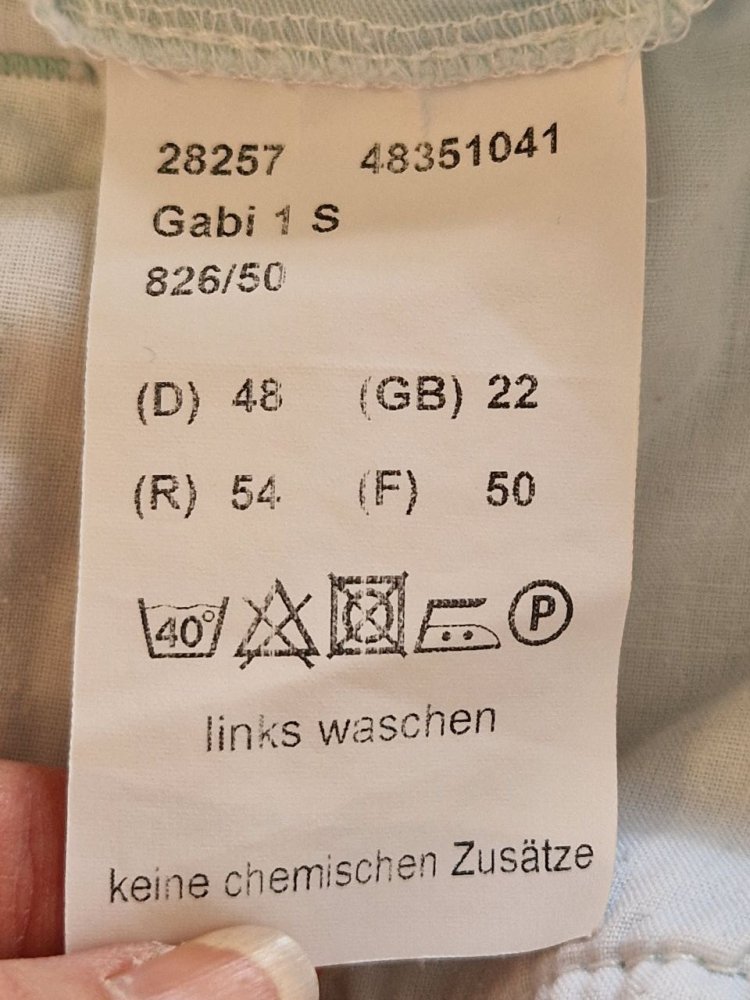 28257 48351041
Gabi 1 S
826/50
(D) 48 (GB) 22
(R) 54 (F) 50
40° P
links waschen
keine chemischen Zusätze